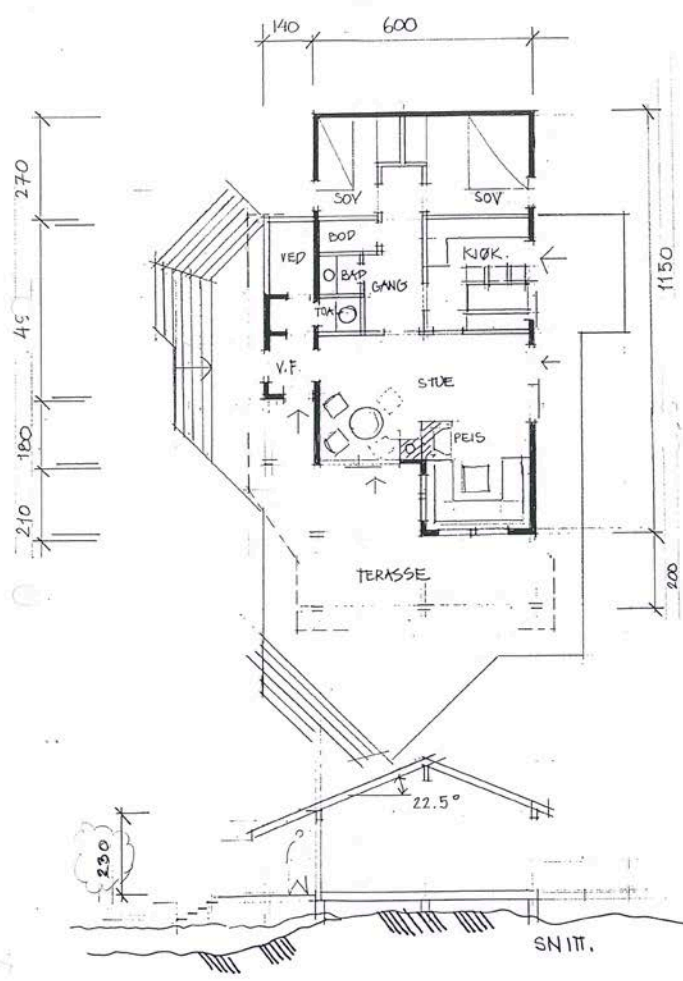 140
600
270
180
210
1150
200
SOV
SOV
BOD
VED
BAD
GANG
KJØK.
TOA.
V.F.
STUE
PEIS
TERASSE
22.5°
230
SNITT.